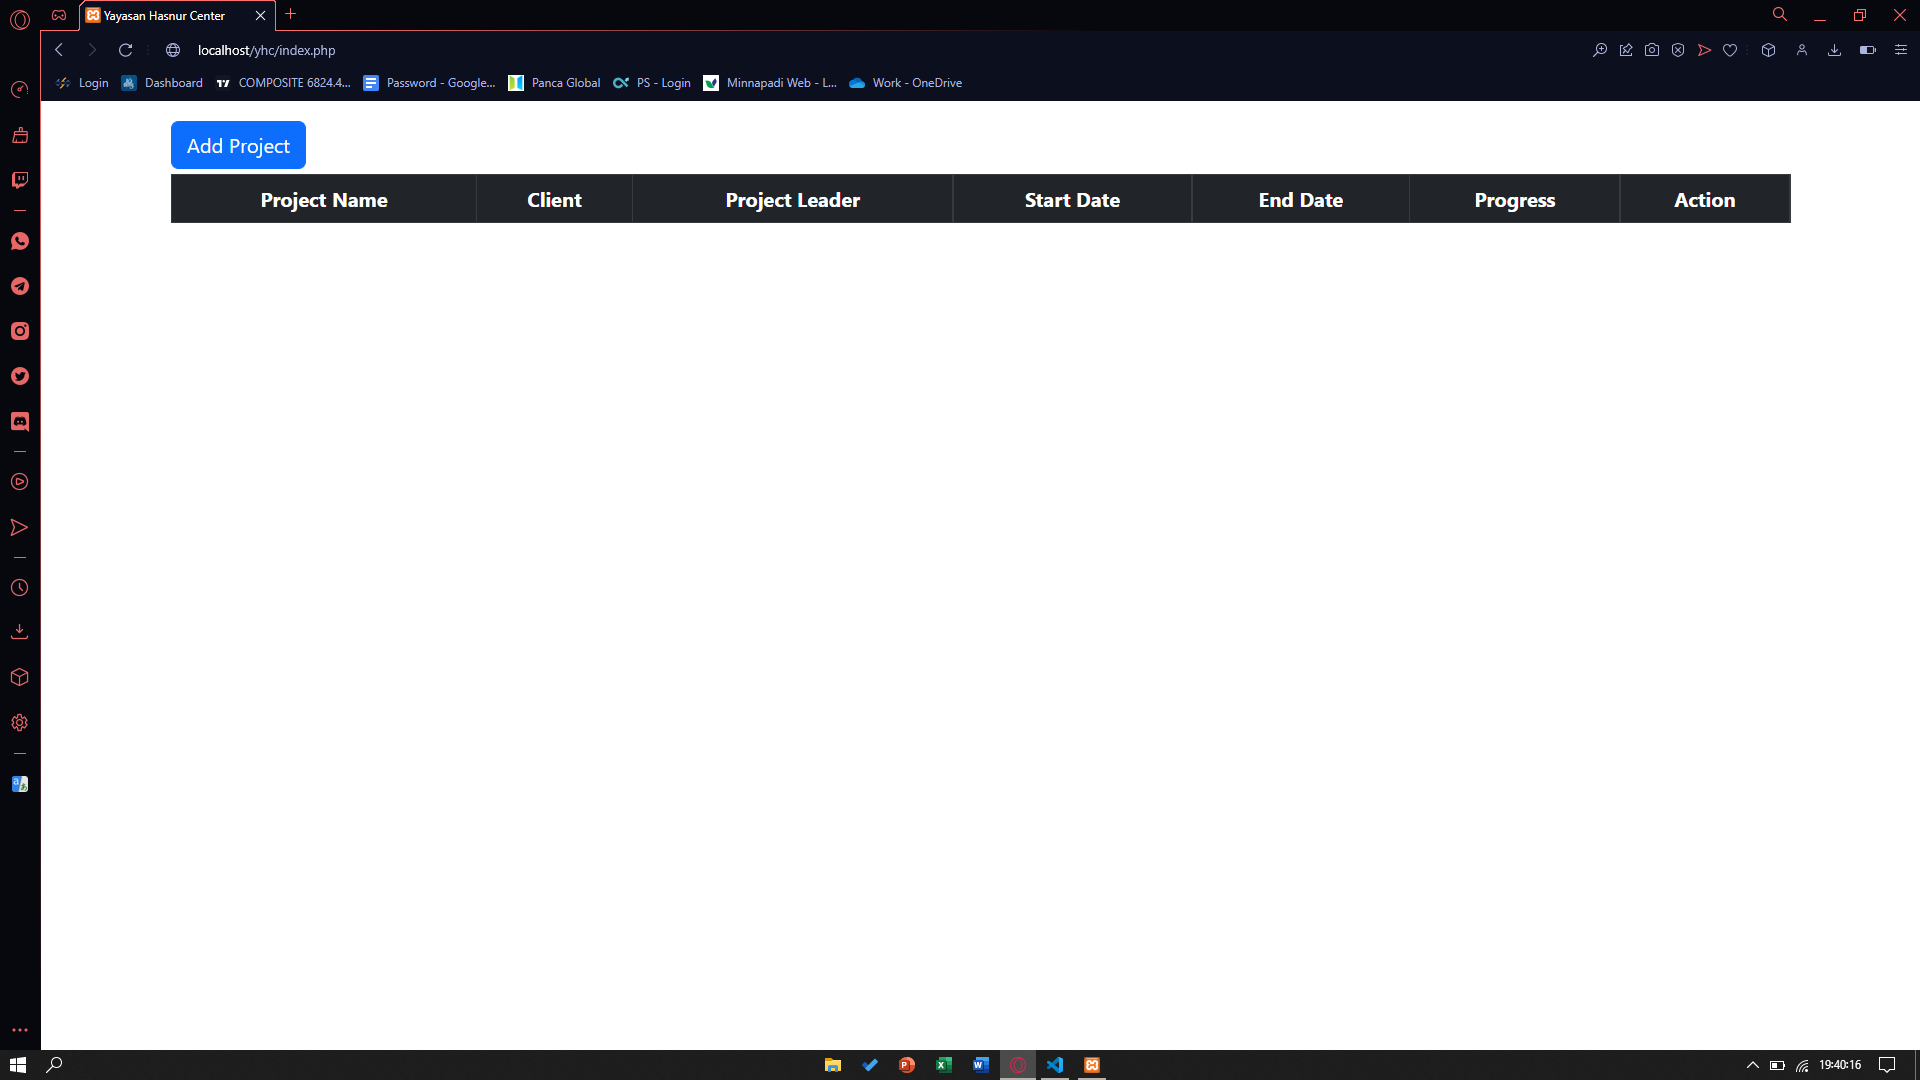 Yayasan Hasnur Center
localhost/yhc/index.php
Login Dashboard COMPOSITE 6824.4... Password - Google... Panca Global PS - Login Minnapadi Web - L... Work - OneDrive
Add Project
Project Name Client Project Leader Start Date End Date Progress Action
19:40:16